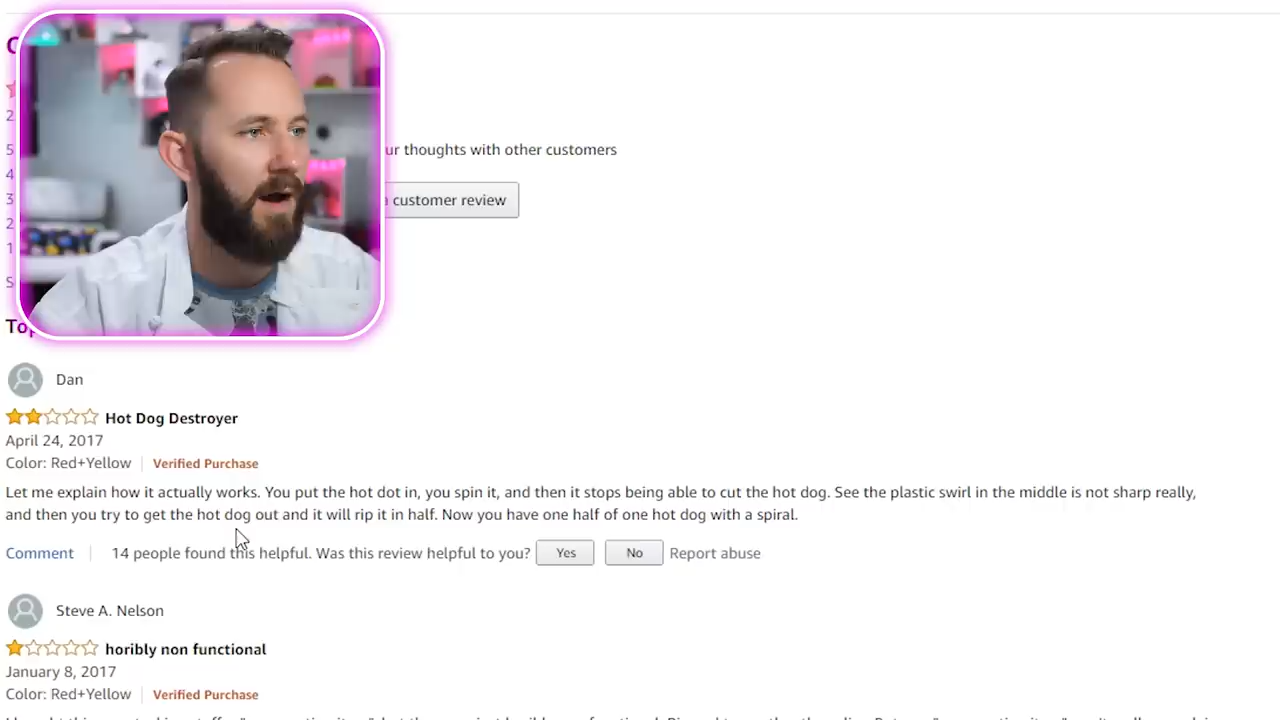 ur thoughts with other customers
customer review
Dan
Hot Dog Destroyer
April 24, 2017
Color: Red+Yellow | Verified Purchase
Let me explain how it actually works. You put the hot dot in, you spin it, and then it stops being able to cut the hot dog. See the plastic swirl in the middle is not sharp really,
and then you try to get the hot dog out and it will rip it in half. Now you have one half of one hot dog with a spiral.
Comment | 14 people found this helpful. Was this review helpful to you? Yes No Report abuse
Steve A. Nelson
horibly non functional
January 8, 2017
Color: Red+Yellow | Verified Purchase